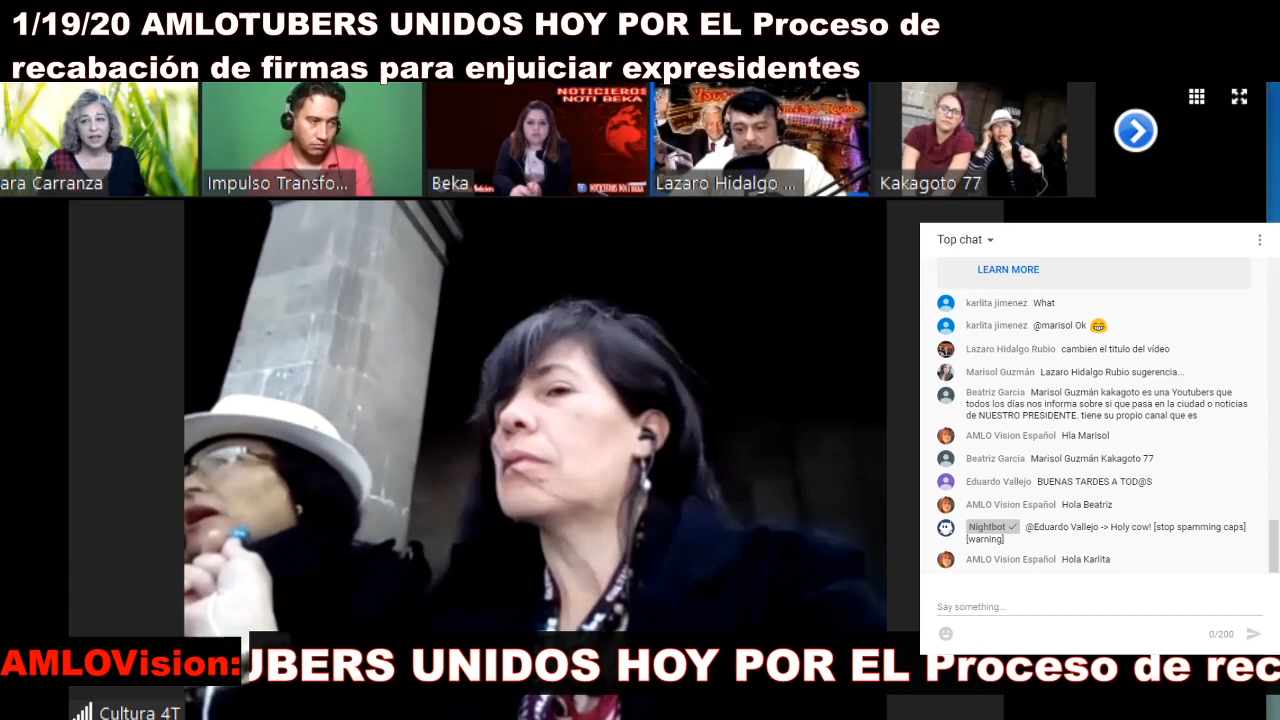 1/19/20 AMLOTUBERS UNIDOS HOY POR EL Proceso de
recabación de firmas para enjuiciar expresidentes
NOTICIEROS
NOTI BEKA
ara Carranza
Impulso Transfo...
Beka
NOTICIEROS NOTI BEKA
Lazaro Hidalgo ...
Kakagoto 77
Top chat
LEARN MORE
karlita jimenez What
karlita jimenez @marisol Ok 😁
Lazaro Hidalgo Rubio cambien el titulo del vídeo
Marisol Guzmán Lazaro Hidalgo Rubio sugerencia...
Beatriz Garcia Marisol Guzmán kakagoto es una Youtubers que
todos los días nos informa sobre si que pasa en la ciudad o noticias
de NUESTRO PRESIDENTE. tiene su propio canal que es
AMLO Vision Español Hla Marisol
Beatriz Garcia Marisol Guzmán Kakagoto 77
Eduardo Vallejo BUENAS TARDES A TOD@S
AMLO Vision Español Hola Beatriz
Nightbot ✓ @Eduardo Vallejo -> Holy cow! [stop spamming caps]
[warning]
AMLO Vision Español Hola Karlita
Say something...
0/200
AMLOVision:
UBERS UNIDOS HOY POR EL Proceso de rec
Cultura 4T